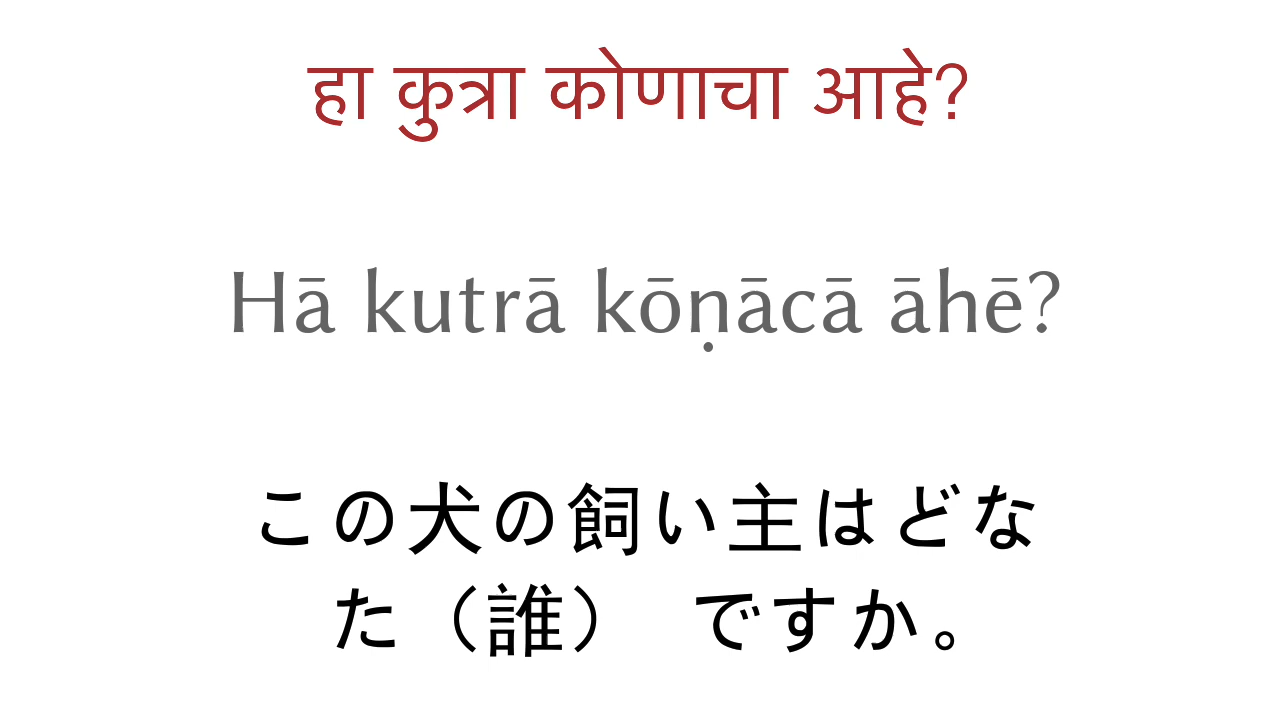 हा कुत्रा कोणाचा आहे?
Hā kutrā kōṇācā āhē?
この犬の飼い主はどな
た（誰） ですか。